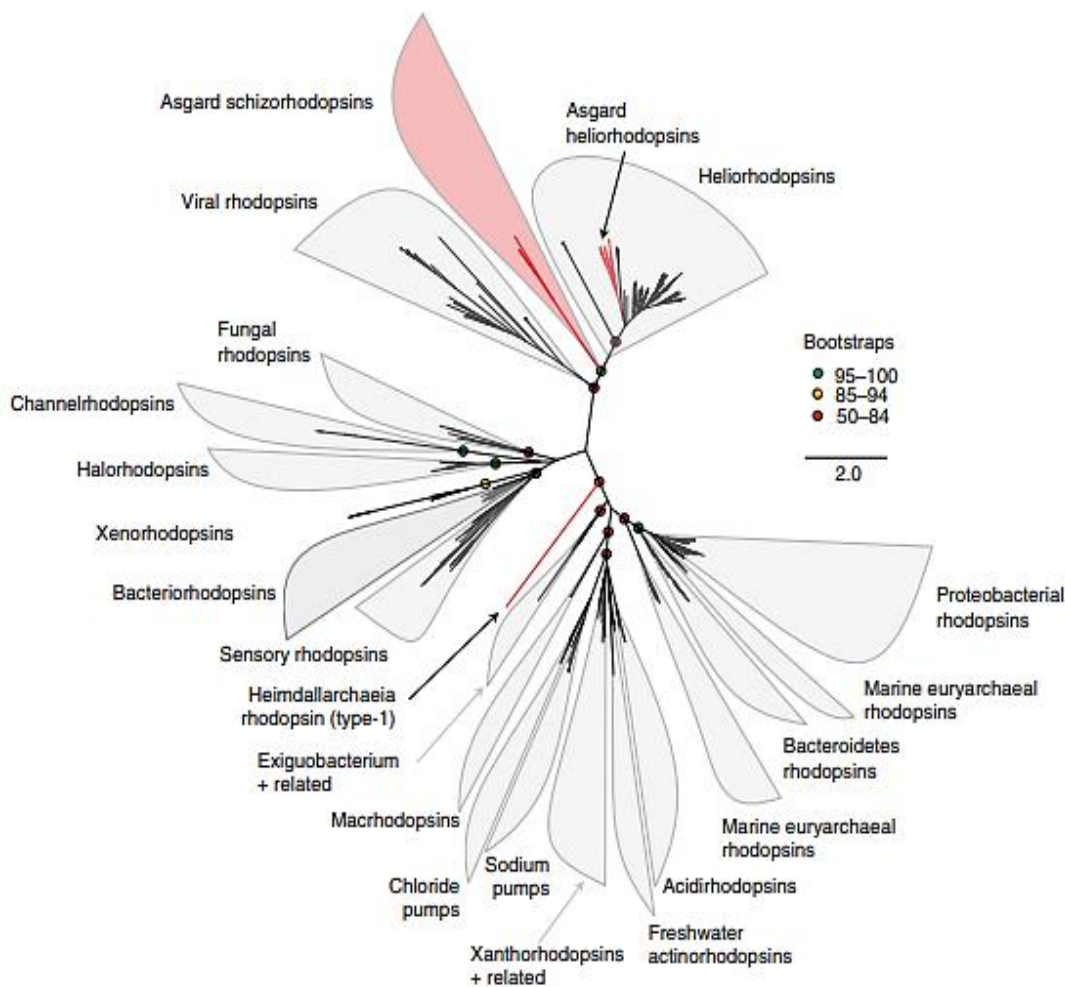 Asgard schizorhodopsins
Asgard
heliorhodopsins
Heliorhodopsins
Viral rhodopsins
Fungal
rhodopsins
Bootstraps
95–100
85–94
50–84
2.0
Channelrhodopsins
Halorhodopsins
Xenorhodopsins
Bacteriorhodopsins
Sensory rhodopsins
Heimdallarchaeia
rhodopsin (type-1)
Exiguobacterium
+ related
Macrhodopsins
Chloride
pumps
Sodium
pumps
Xanthorhodopsins
+ related
Freshwater
actinorhodopsins
Acidirhodopsins
Marine euryarchaeal
rhodopsins
Bacteroidetes
rhodopsins
Marine euryarchaeal
rhodopsins
Proteobacterial
rhodopsins